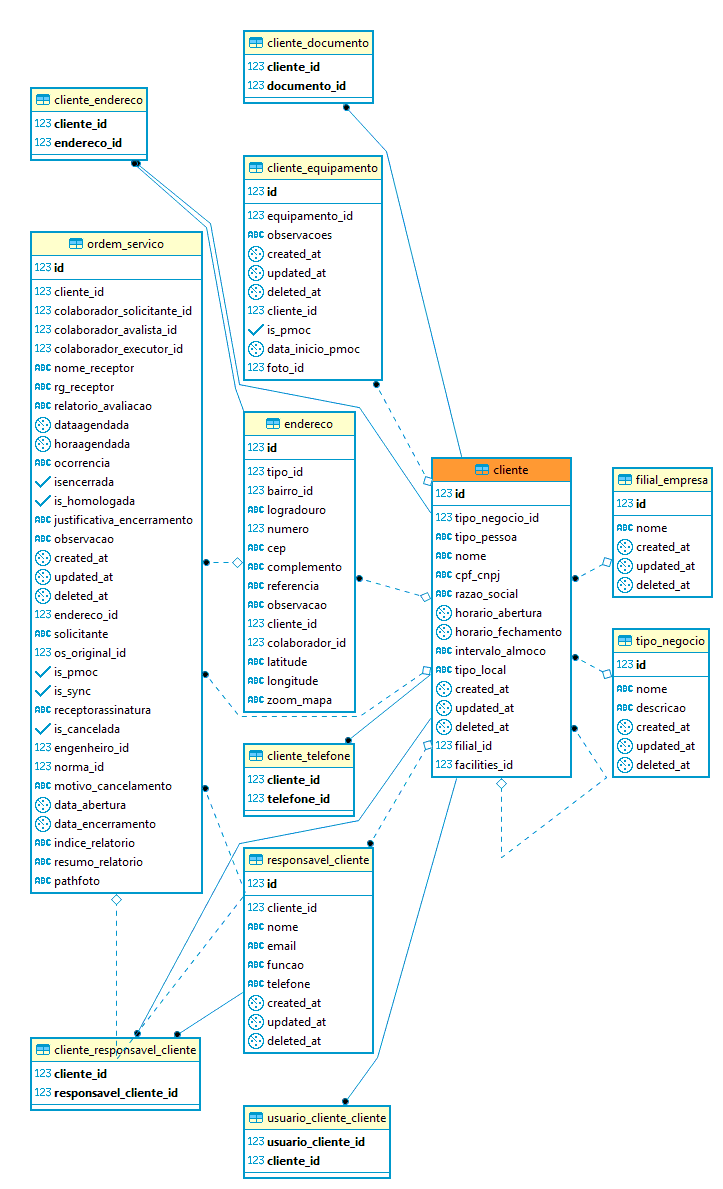 cliente_documento
123 cliente_id
123 documento_id
cliente_endereco
123 cliente_id
123 endereco_id
cliente_equipamento
123 id
123 equipamento_id
ABC observacoes
created_at
updated_at
deleted_at
123 cliente_id
is_pmoc
data_inicio_pmoc
123 foto_id
ordem_servico
123 id
123 cliente_id
123 colaborador_solicitante_id
123 colaborador_avalista_id
123 colaborador_executor_id
ABC nome_receptor
ABC rg_receptor
ABC relatorio_avaliacao
dataagendada
horaagendada
ABC ocorrencia
isencerrada
is_homologada
ABC justificativa_encerramento
ABC observacao
created_at
updated_at
deleted_at
123 endereco_id
ABC solicitante
123 os_original_id
is_pmoc
is_sync
ABC receptorassinatura
is_cancelada
123 engenheiro_id
123 norma_id
ABC motivo_cancelamento
data_abertura
data_encerramento
ABC indice_relatorio
ABC resumo_relatorio
ABC pathfoto
endereco
123 id
123 tipo_id
123 bairro_id
ABC logradouro
123 numero
ABC cep
ABC complemento
ABC referencia
ABC observacao
123 cliente_id
123 colaborador_id
ABC latitude
ABC longitude
ABC zoom_mapa
cliente
123 id
123 tipo_negocio_id
ABC tipo_pessoa
ABC nome
ABC cpf_cnpj
ABC razao_social
horario_abertura
horario_fechamento
ABC intervalo_almoco
ABC tipo_local
created_at
updated_at
deleted_at
123 filial_id
123 facilities_id
filial_empresa
123 id
ABC nome
created_at
updated_at
deleted_at
tipo_negocio
123 id
ABC nome
ABC descricao
created_at
updated_at
deleted_at
cliente_telefone
123 cliente_id
123 telefone_id
responsavel_cliente
123 id
123 cliente_id
ABC nome
ABC email
ABC funcao
ABC telefone
created_at
updated_at
deleted_at
cliente_responsavel_cliente
123 cliente_id
123 responsavel_cliente_id
usuario_cliente_cliente
123 usuario_cliente_id
123 cliente_id